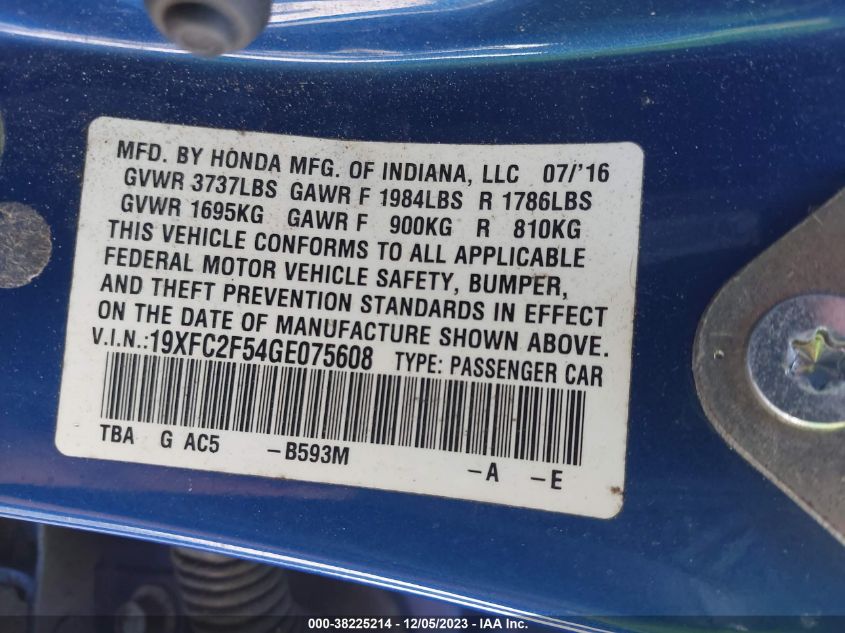 MFD. BY HONDA MFG. OF INDIANA, LLC 07/'16
GVWR 3737LBS GAWR F 1984LBS R 1786LBS
GVWR 1695KG GAWR F 900KG R 810KG
THIS VEHICLE CONFORMS TO ALL APPLICABLE
FEDERAL MOTOR VEHICLE SAFETY, BUMPER,
AND THEFT PREVENTION STANDARDS IN EFFECT
ON THE DATE OF MANUFACTURE SHOWN ABOVE.
V.I.N.:19XFC2F54GE075608 TYPE: PASSENGER CAR
TBA G AC5 -B593M -A -E
000-38225214 - 12/05/2023 - IAA Inc.